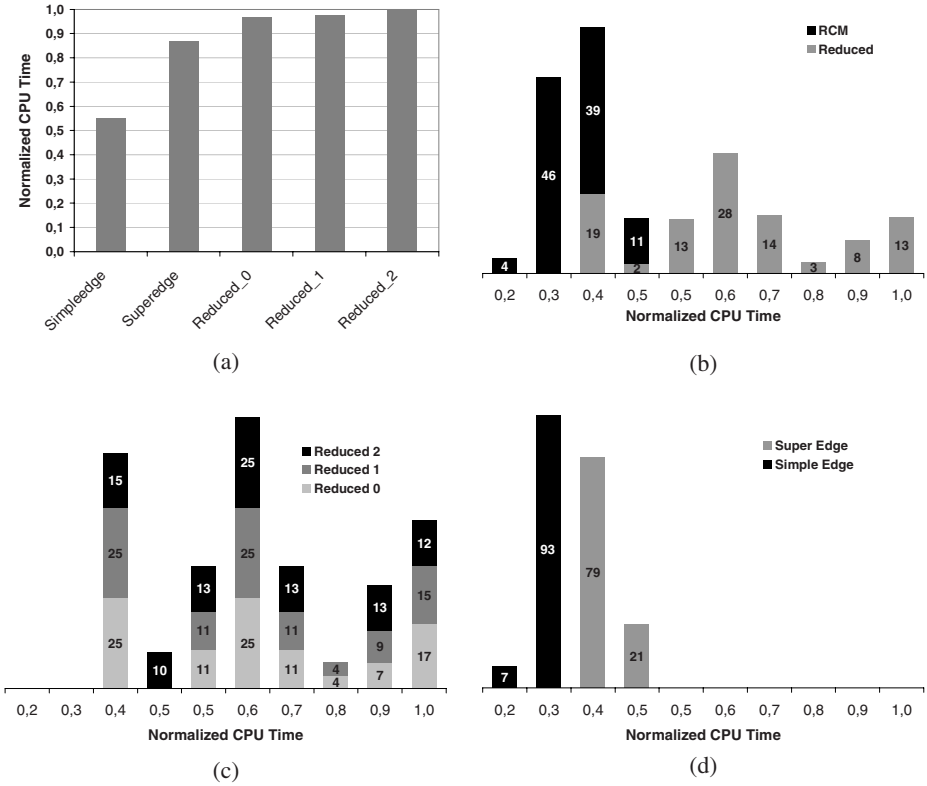 1,0
0,9
0,8
0,7
0,6
0,5
0,4
0,3
0,2
0,1
0,0
Normalized CPU Time
Simpleedge
Superedge
Reduced_0
Reduced_1
Reduced_2
(a)
RCM
Reduced
4
46
39
19
11
2
13
28
14
3
8
13
0,2 0,3 0,4 0,5 0,5 0,6 0,7 0,8 0,9 1,0
Normalized CPU Time
(b)
Reduced 2
Reduced 1
Reduced 0
15
25
25
10
13
11
11
25
25
25
13
11
11
4
4
13
9
7
12
15
17
0,2 0,3 0,4 0,5 0,5 0,6 0,7 0,8 0,9 1,0
Normalized CPU Time
(c)
Super Edge
Simple Edge
7
93
79
21
0,2 0,3 0,4 0,5 0,5 0,6 0,7 0,8 0,9 1,0
Normalized CPU Time
(d)